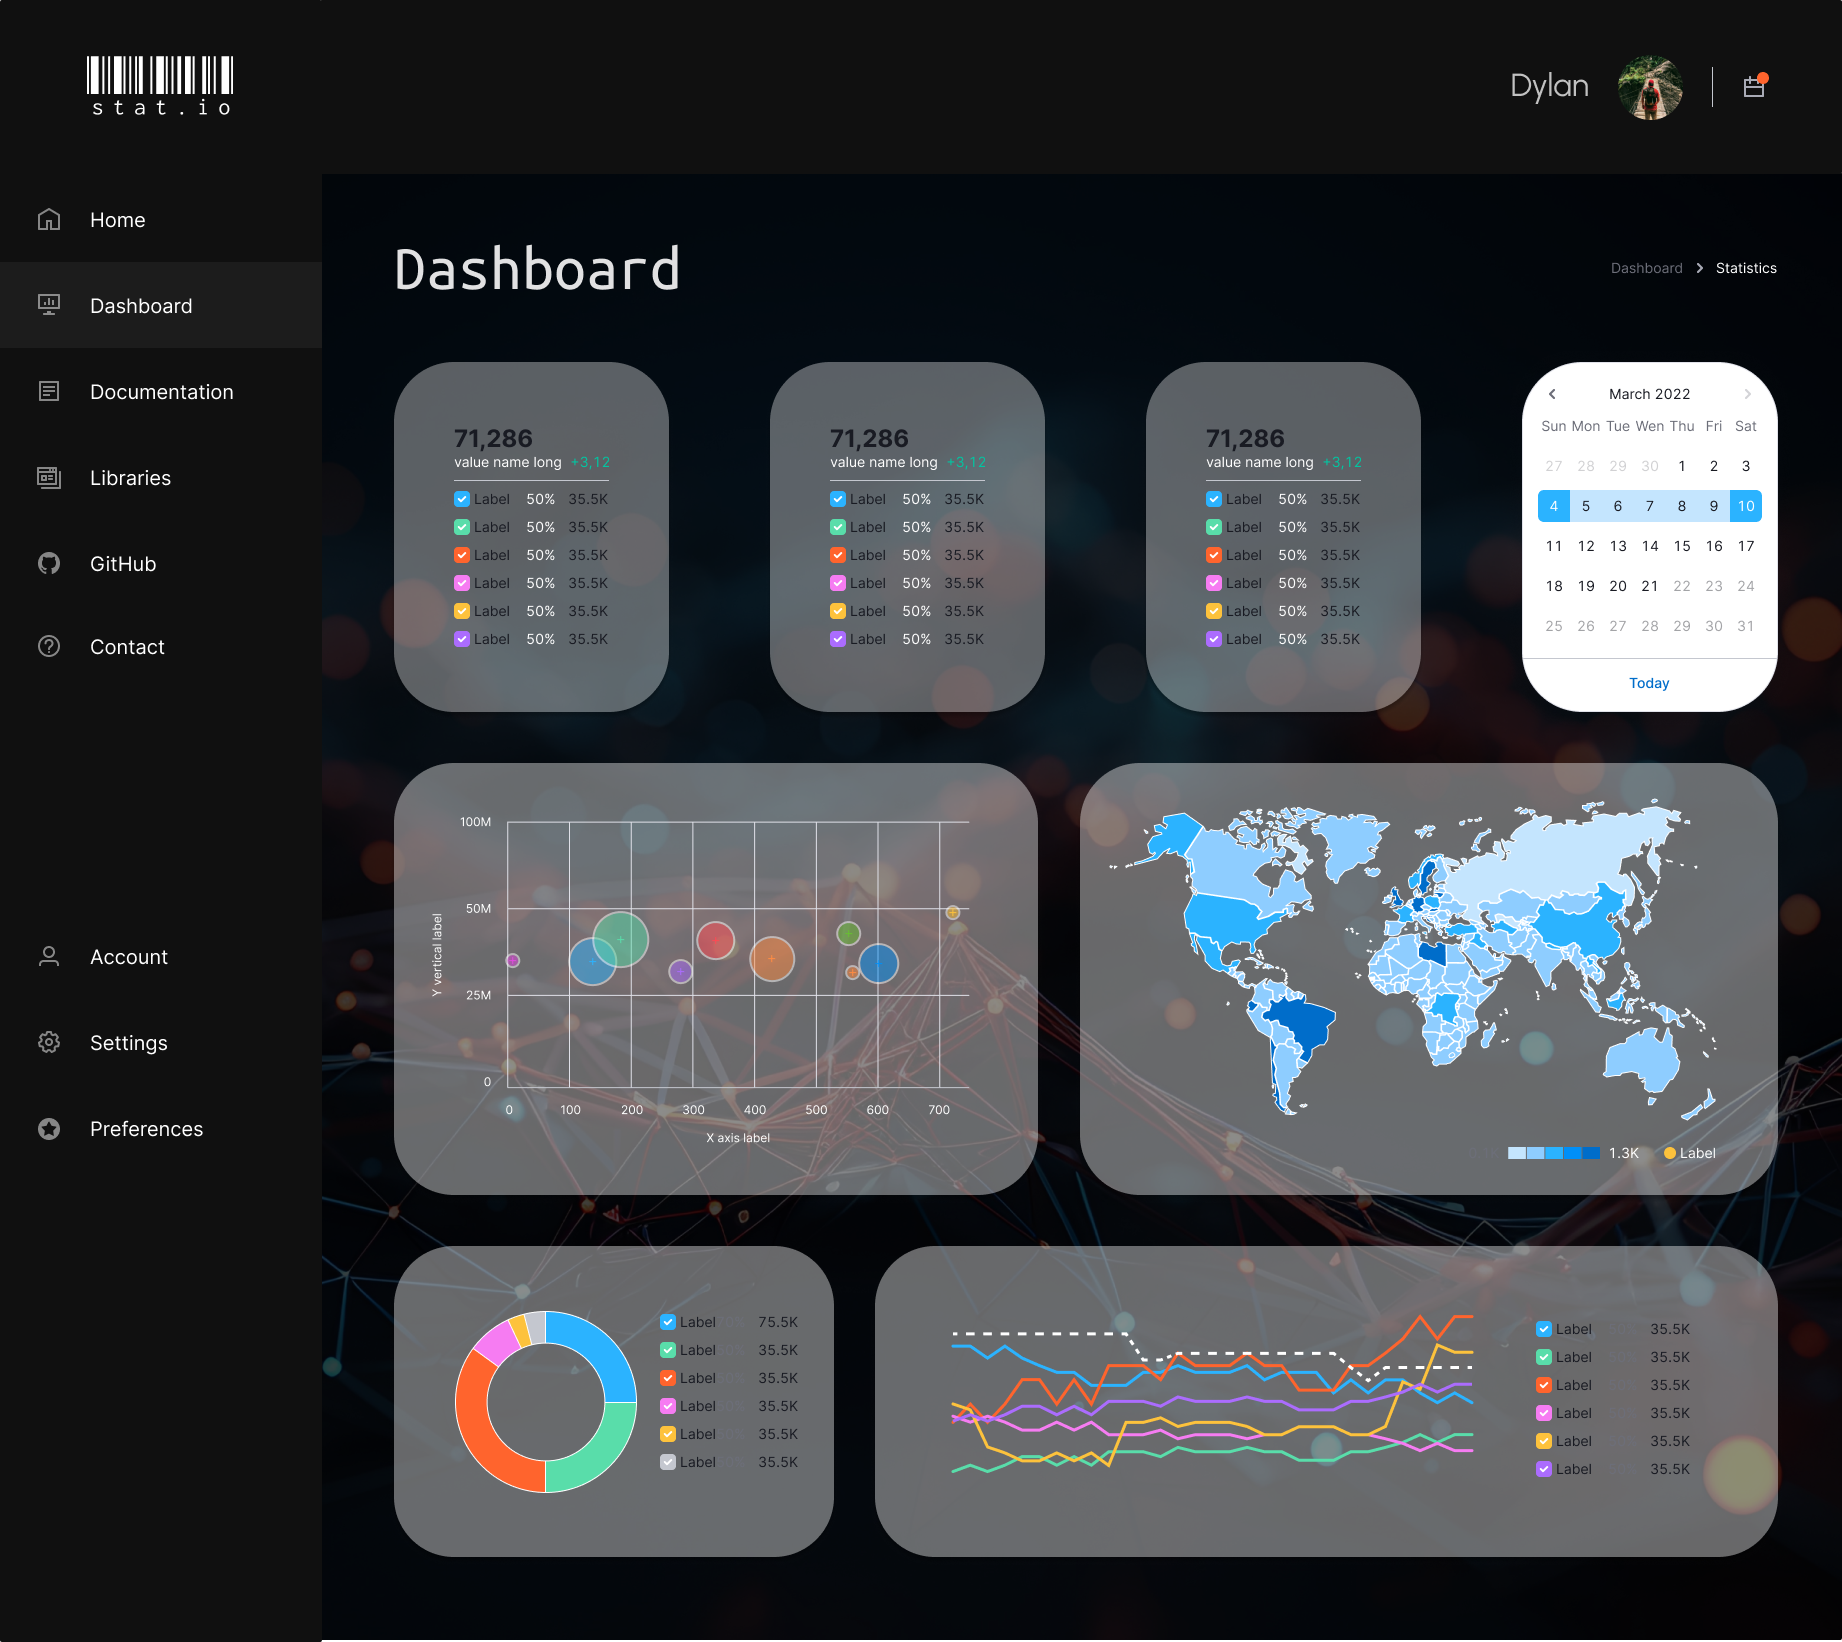 stat.io
Dylan
Home
Dashboard
Documentation
Libraries
GitHub
Contact
Account
Settings
Preferences
Dashboard
Dashboard Statistics
71,286
value name long +3,12
Label 50% 35.5K
Label 50% 35.5K
Label 50% 35.5K
Label 50% 35.5K
Label 50% 35.5K
Label 50% 35.5K
71,286
value name long +3,12
Label 50% 35.5K
Label 50% 35.5K
Label 50% 35.5K
Label 50% 35.5K
Label 50% 35.5K
Label 50% 35.5K
71,286
value name long +3,12
Label 50% 35.5K
Label 50% 35.5K
Label 50% 35.5K
Label 50% 35.5K
Label 50% 35.5K
Label 50% 35.5K
March 2022
Sun Mon Tue Wen Thu Fri Sat
27 28 29 30 1 2 3
4 5 6 7 8 9 10
11 12 13 14 15 16 17
18 19 20 21 22 23 24
25 26 27 28 29 30 31
Today
100M
50M
25M
0
Y vertical label
0 100 200 300 400 500 600 700
X axis label
1.3K Label
Label 75.5K
Label 35.5K
Label 35.5K
Label 35.5K
Label 35.5K
Label 35.5K
Label 35.5K
Label 35.5K
Label 35.5K
Label 35.5K
Label 35.5K
Label 35.5K